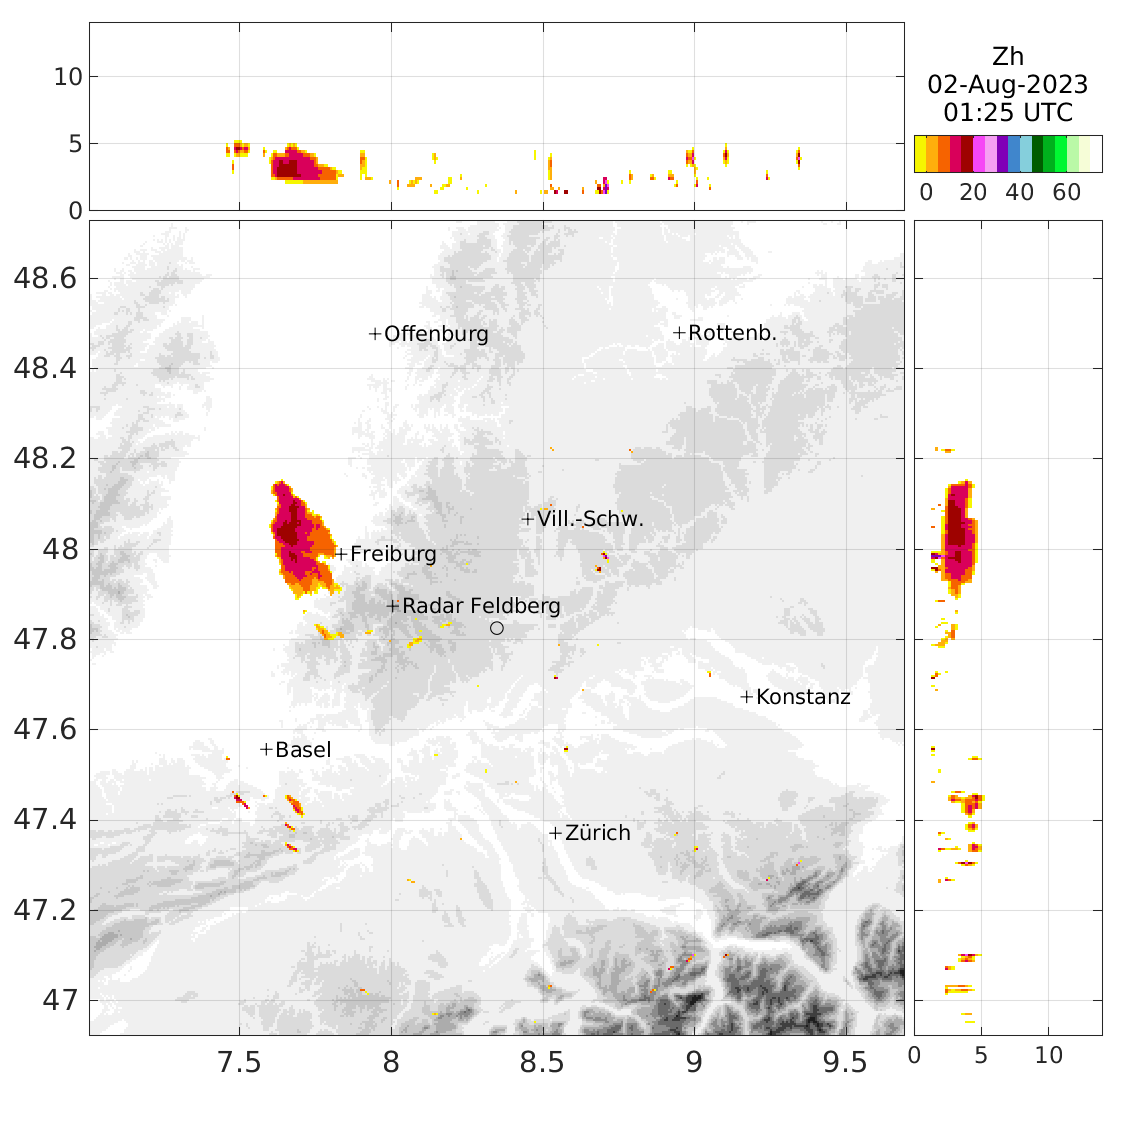 10
5
0
Zh
02-Aug-2023
01:25 UTC
0 20 40 60
48.6
48.4
48.2
48
47.8
47.6
47.4
47.2
47
+Offenburg
+Rottenb.
+Vill.-Schw.
+Freiburg
+Radar Feldberg
+Konstanz
+Basel
+Zürich
7.5 8 8.5 9 9.5
0 5 10